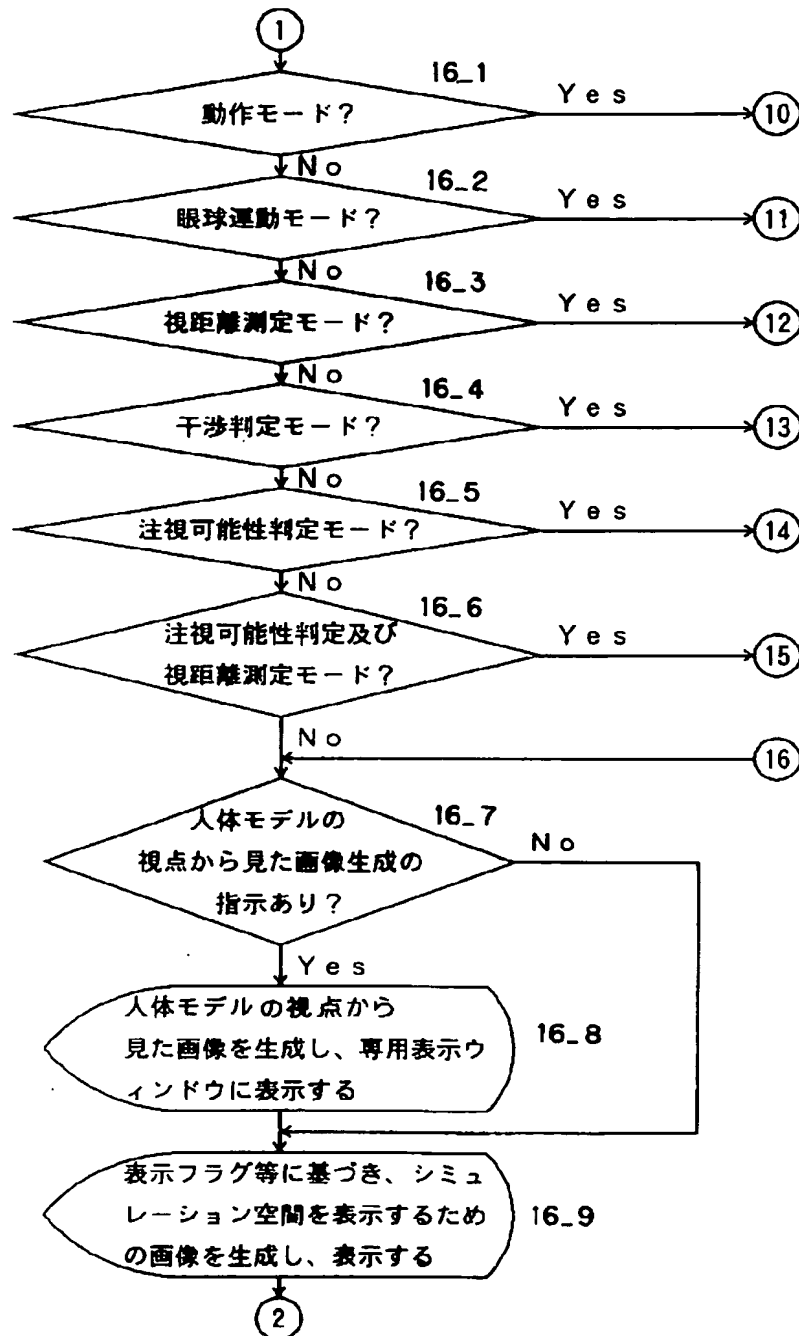 1
16_1
動作モード？
Yes
10
No
16_2
眼球運動モード？
Yes
11
No
16_3
視距離測定モード？
Yes
12
No
16_4
干渉判定モード？
Yes
13
No
16_5
注視可能性判定モード？
Yes
14
No
16_6
注視可能性判定及び
視距離測定モード？
Yes
15
No
16
16_7
人体モデルの
視点から見た画像生成の
指示あり？
No
Yes
人体モデルの視点から
見た画像を生成し、専用表示ウ
ィンドウに表示する
16_8
表示フラグ等に基づき、シミュ
レーション空間を表示するため
の画像を生成し、表示する
16_9
2